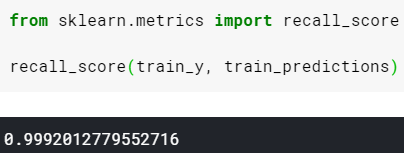 from sklearn.metrics import recall_score
recall_score(train_y, train_predictions)
0.9992012779552716